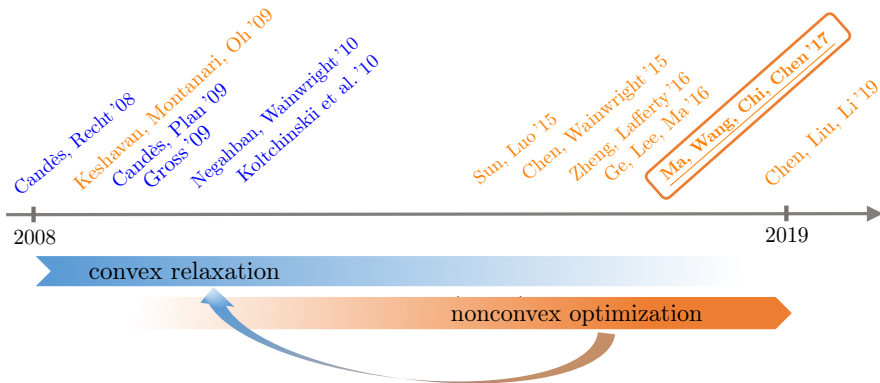 Candès, Recht '08
Keshavan, Montanari, Oh '09
Candès, Plan '09
Gross '09
Negahban, Wainwright '10
Koltchinskii et al. '10
Sun, Luo '15
Chen, Wainwright '15
Zheng, Lafferty '16
Ge, Lee, Ma '16
Ma, Wang, Chi, Chen '17
Chen, Liu, Li '19
2008
2019
convex relaxation
nonconvex optimization